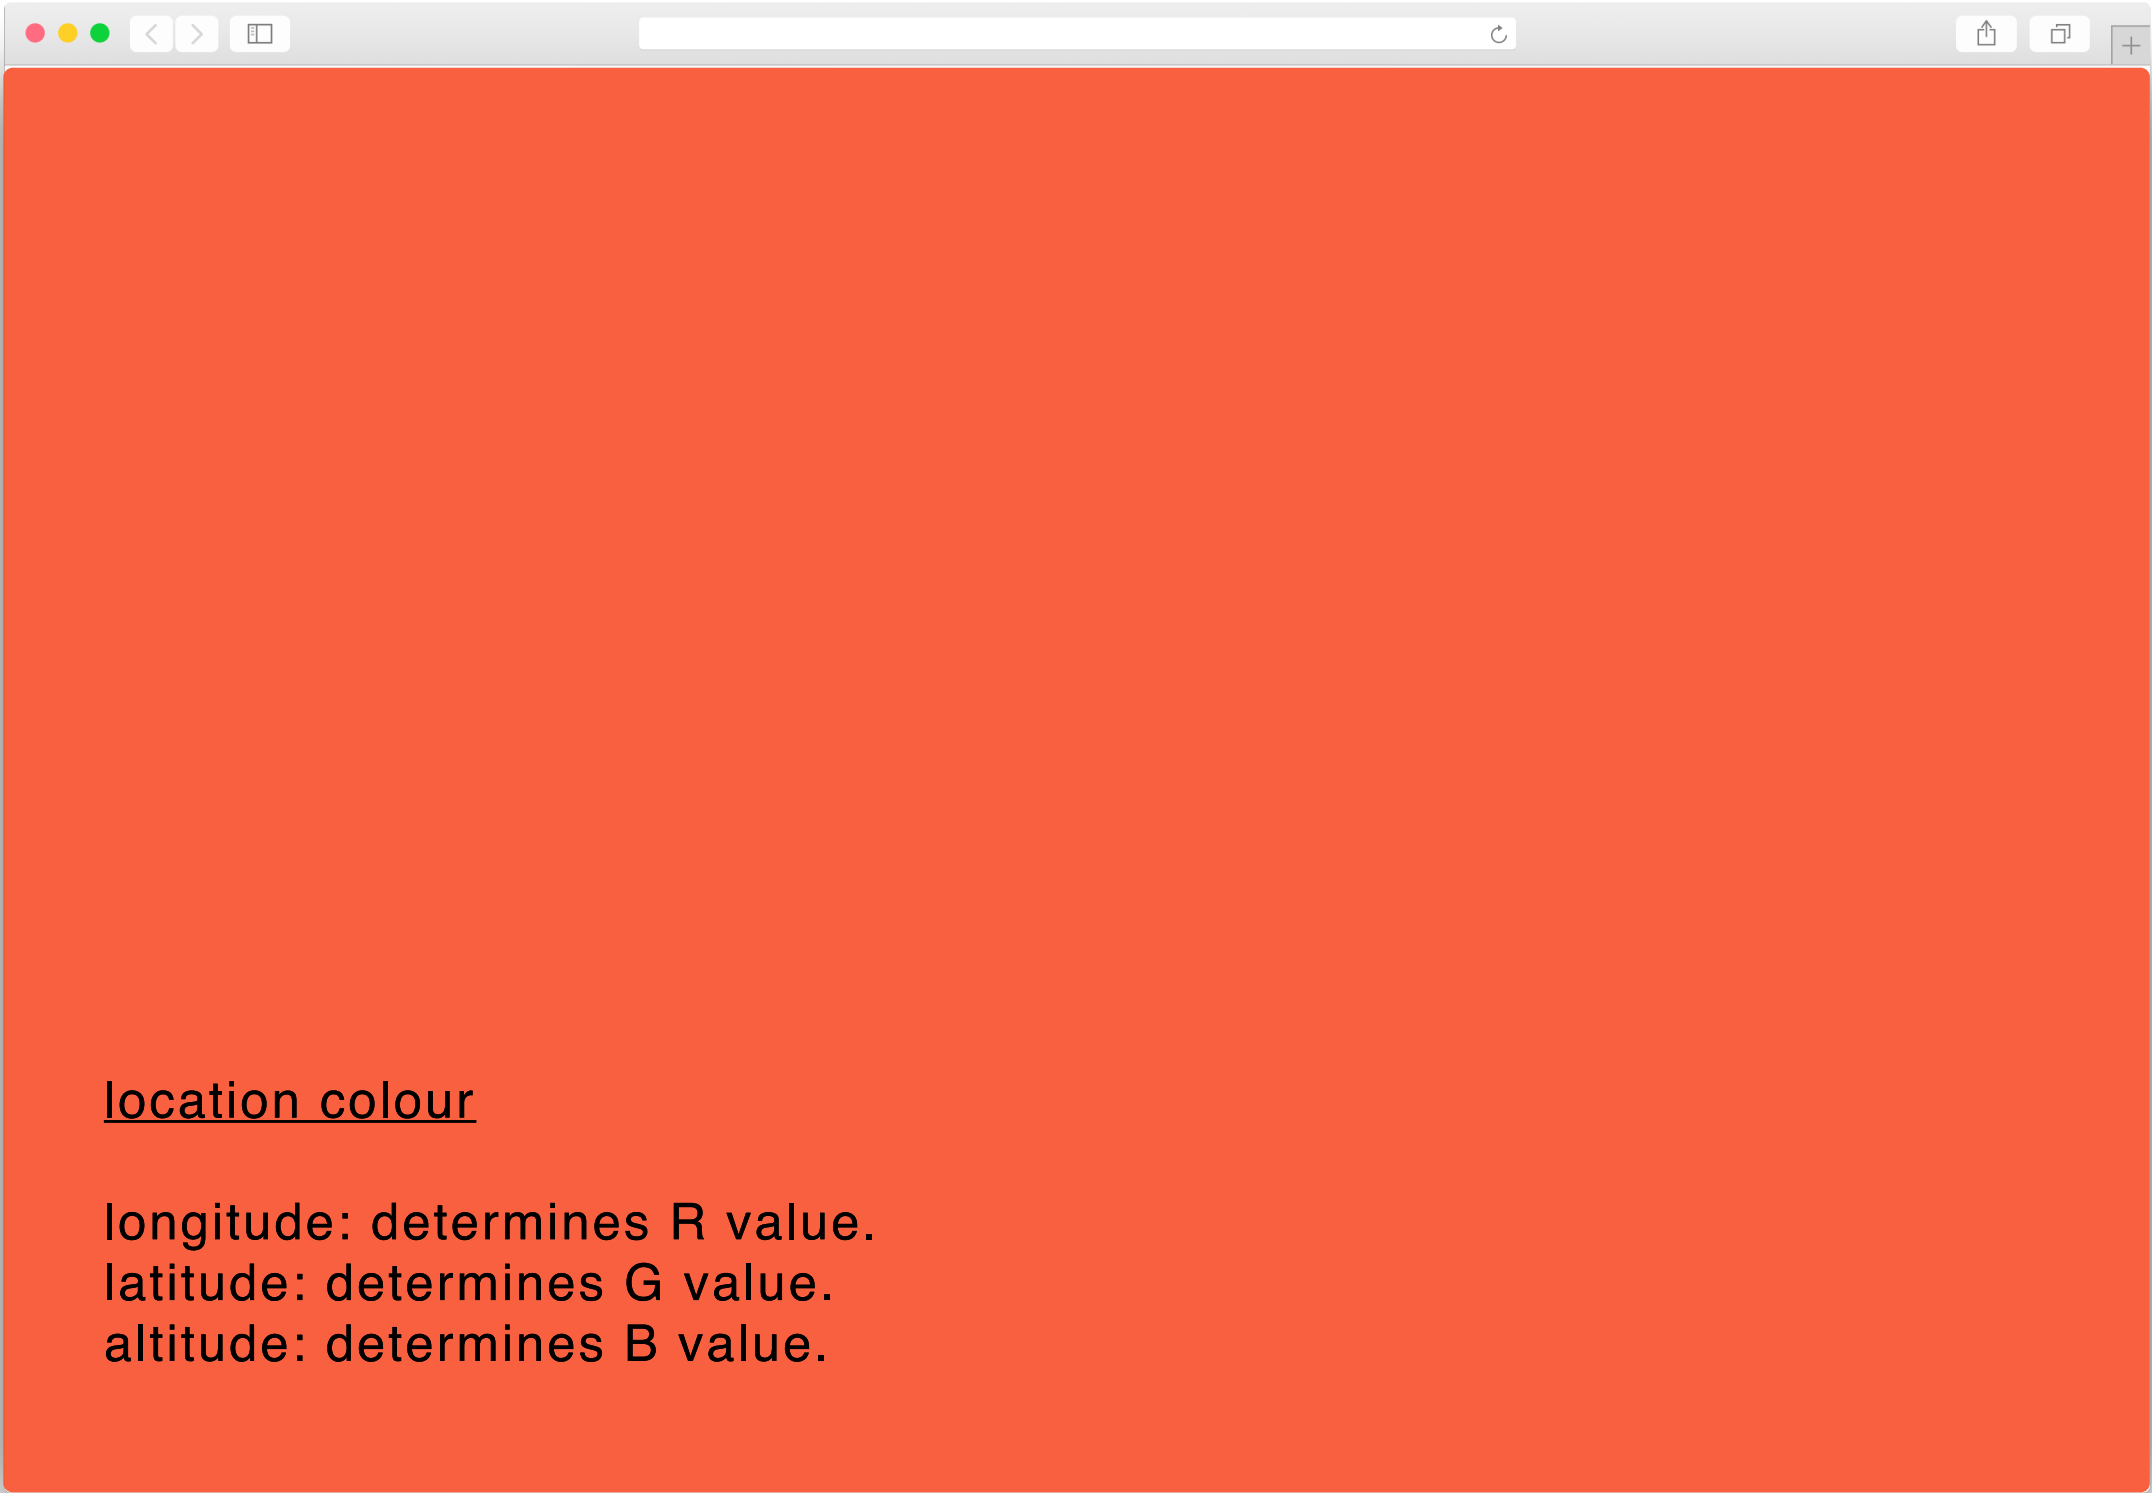 location colour
longitude: determines R value.
latitude: determines G value.
altitude: determines B value.